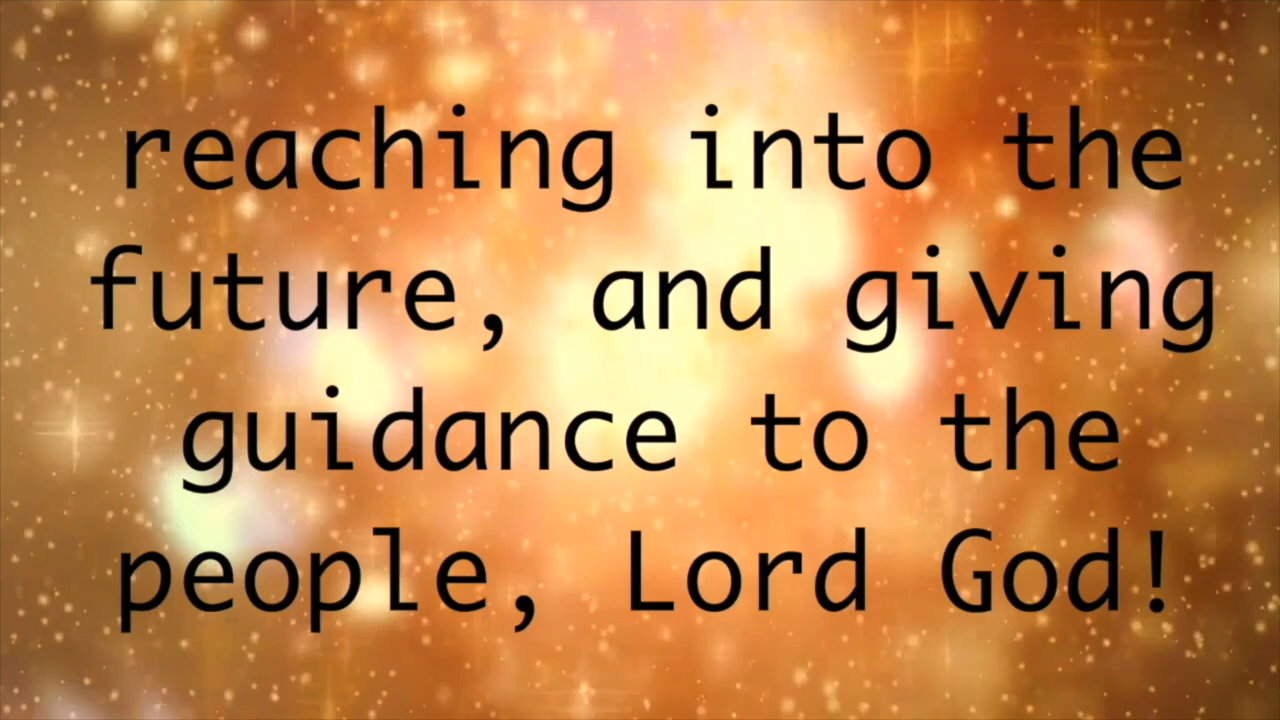 reaching into the
future, and giving
guidance to the
people, Lord God!